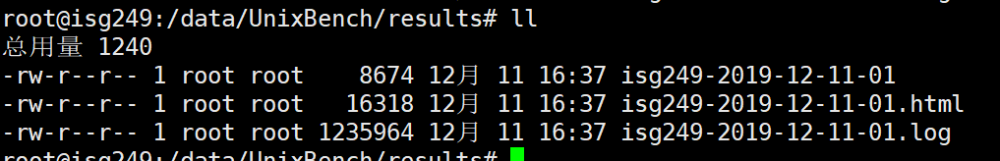 root@isg249:/data/UnixBench/results# ll
总用量 1240
-rw-r--r-- 1 root root    8674 12月 11 16:37 isg249-2019-12-11-01
-rw-r--r-- 1 root root   16318 12月 11 16:37 isg249-2019-12-11-01.html
-rw-r--r-- 1 root root 1235964 12月 11 16:37 isg249-2019-12-11-01.log
root@isg249:/data/UnixBench/results#